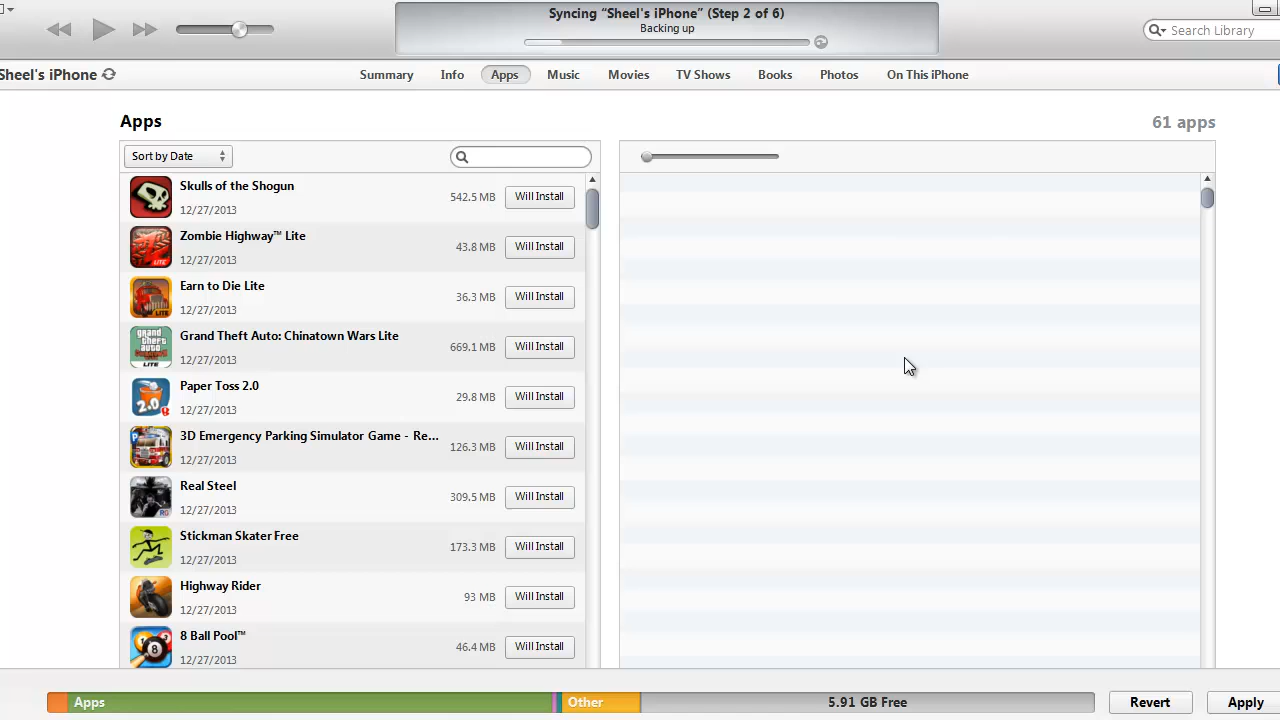 Syncing “Sheel's iPhone” (Step 2 of 6)
Backing up
Search Library
Sheel's iPhone
Summary Info Apps Music Movies TV Shows Books Photos On This iPhone
Apps
61 apps
Sort by Date
Skulls of the Shogun
12/27/2013
542.5 MB
Will Install
Zombie Highway™ Lite
12/27/2013
43.8 MB
Will Install
Earn to Die Lite
12/27/2013
36.3 MB
Will Install
Grand Theft Auto: Chinatown Wars Lite
12/27/2013
669.1 MB
Will Install
Paper Toss 2.0
12/27/2013
29.8 MB
Will Install
3D Emergency Parking Simulator Game - Re...
12/27/2013
126.3 MB
Will Install
Real Steel
12/27/2013
309.5 MB
Will Install
Stickman Skater Free
12/27/2013
173.3 MB
Will Install
Highway Rider
12/27/2013
93 MB
Will Install
8 Ball Pool™
12/27/2013
46.4 MB
Will Install
Apps
Other
5.91 GB Free
Revert
Apply